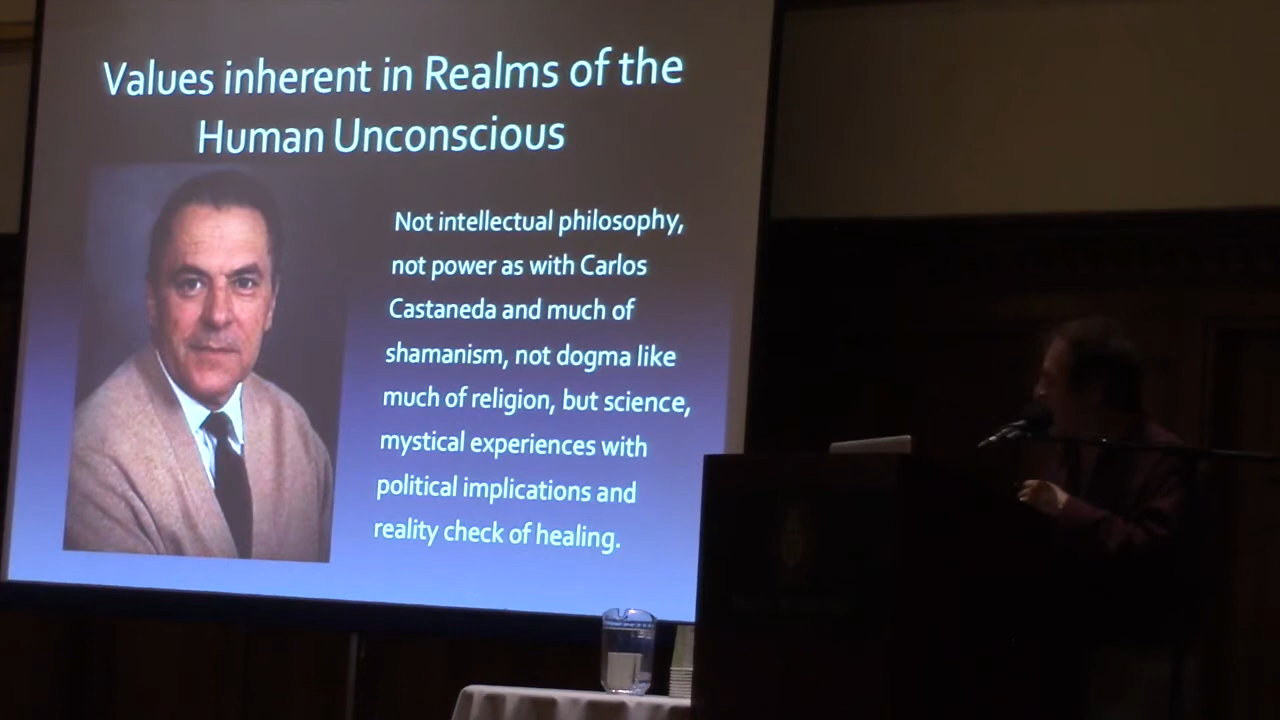 Values inherent in Realms of the
Human Unconscious
Not intellectual philosophy,
not power as with Carlos
Castaneda and much of
shamanism, not dogma like
much of religion, but science,
mystical experiences with
political implications and
reality check of healing.